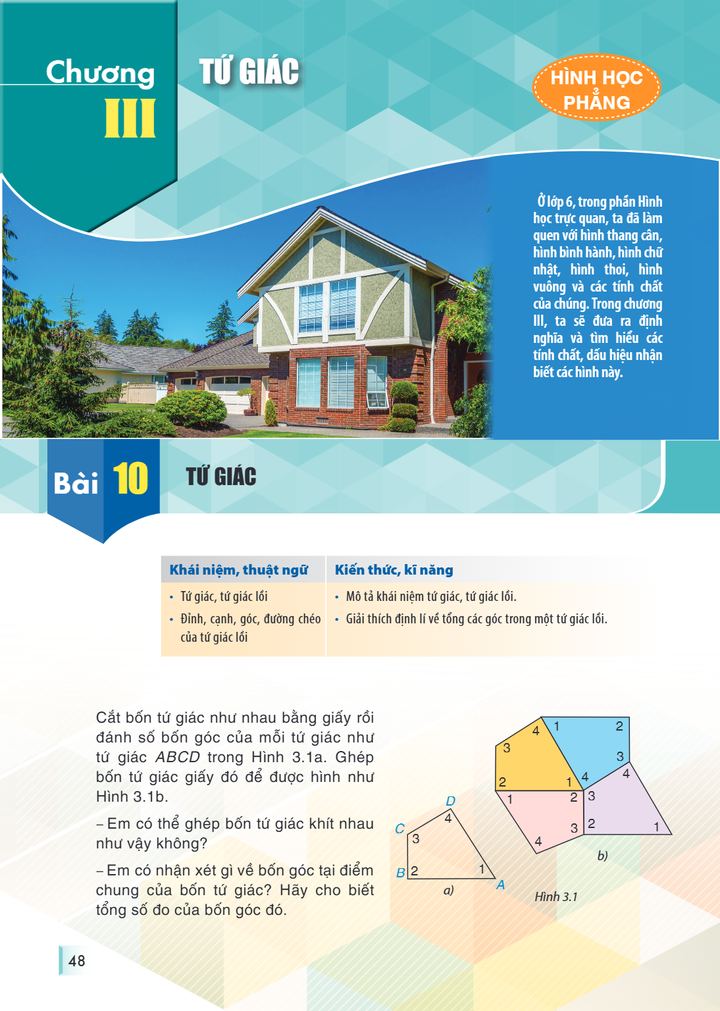 Chương
III
TỨ GIÁC
HÌNH HỌC
PHẲNG
Ở lớp 6, trong phần Hình
học trực quan, ta đã làm
quen với hình thang cân,
hình bình hành, hình chữ
nhật, hình thoi, hình
vuông và các tính chất
của chúng. Trong chương
III, ta sẽ đưa ra định
nghĩa và tìm hiểu các
tính chất, dấu hiệu nhận
biết các hình này.
Bài 10
TỨ GIÁC
Khái niệm, thuật ngữ
• Tứ giác, tứ giác lồi
• Đỉnh, cạnh, góc, đường chéo
của tứ giác lồi
Kiến thức, kĩ năng
• Mô tả khái niệm tứ giác, tứ giác lồi.
• Giải thích định lí về tổng các góc trong một tứ giác lồi.
Cắt bốn tứ giác như nhau bằng giấy rồi
đánh số bốn góc của mỗi tứ giác như
tứ giác ABCD trong Hình 3.1a. Ghép
bốn tứ giác giấy đó để được hình như
Hình 3.1b.
– Em có thể ghép bốn tứ giác khít nhau
như vậy không?
– Em có nhận xét gì về bốn góc tại điểm
chung của bốn tứ giác? Hãy cho biết
tổng số đo của bốn góc đó.
D
4
C
3
B 2
1
A
a)
4 1 2
3
3
2 1 4 4
1 2 3
3 2 1
4
b)
Hình 3.1
48